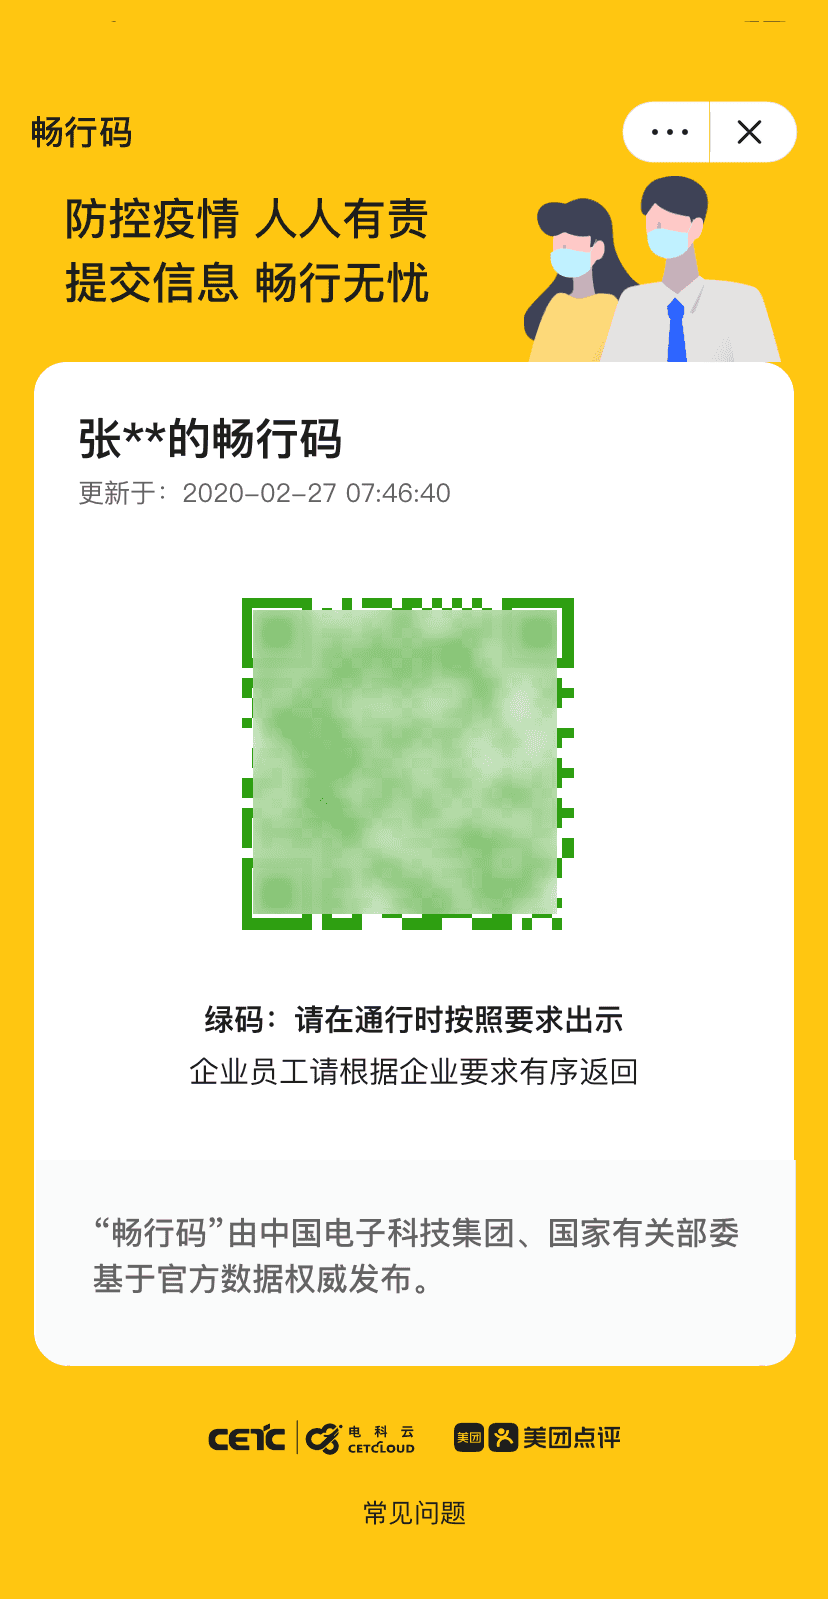 畅行码
防控疫情 人人有责
提交信息 畅行无忧
张**的畅行码
更新于：2020-02-27 07:46:40
绿码：请在通行时按照要求出示
企业员工请根据企业要求有序返回
“畅行码”由中国电子科技集团、国家有关部委
基于官方数据权威发布。
CETC 电科云 美团 美团点评
CETCLOUD
常见问题